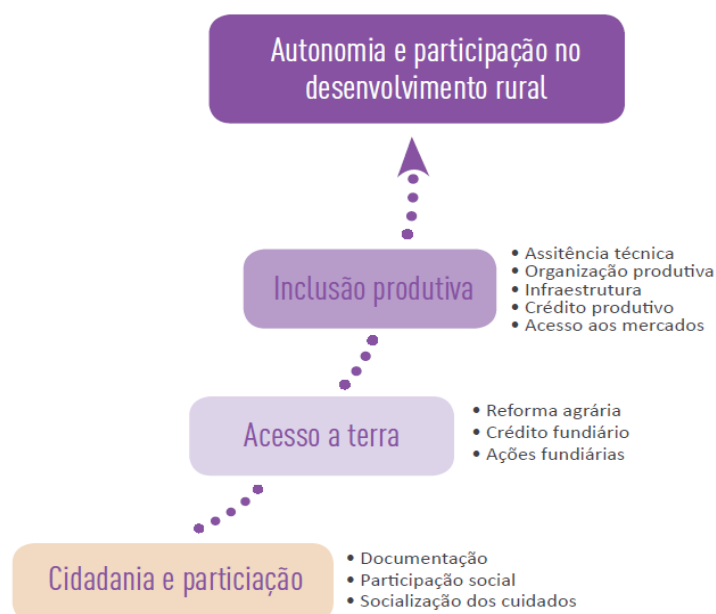 Autonomia e participação no
desenvolvimento rural
Inclusão produtiva
• Assitência técnica
• Organização produtiva
• Infraestrutura
• Crédito produtivo
• Acesso aos mercados
Acesso a terra
• Reforma agrária
• Crédito fundiário
• Ações fundiárias
Cidadania e particiação
• Documentação
• Participação social
• Socialização dos cuidados